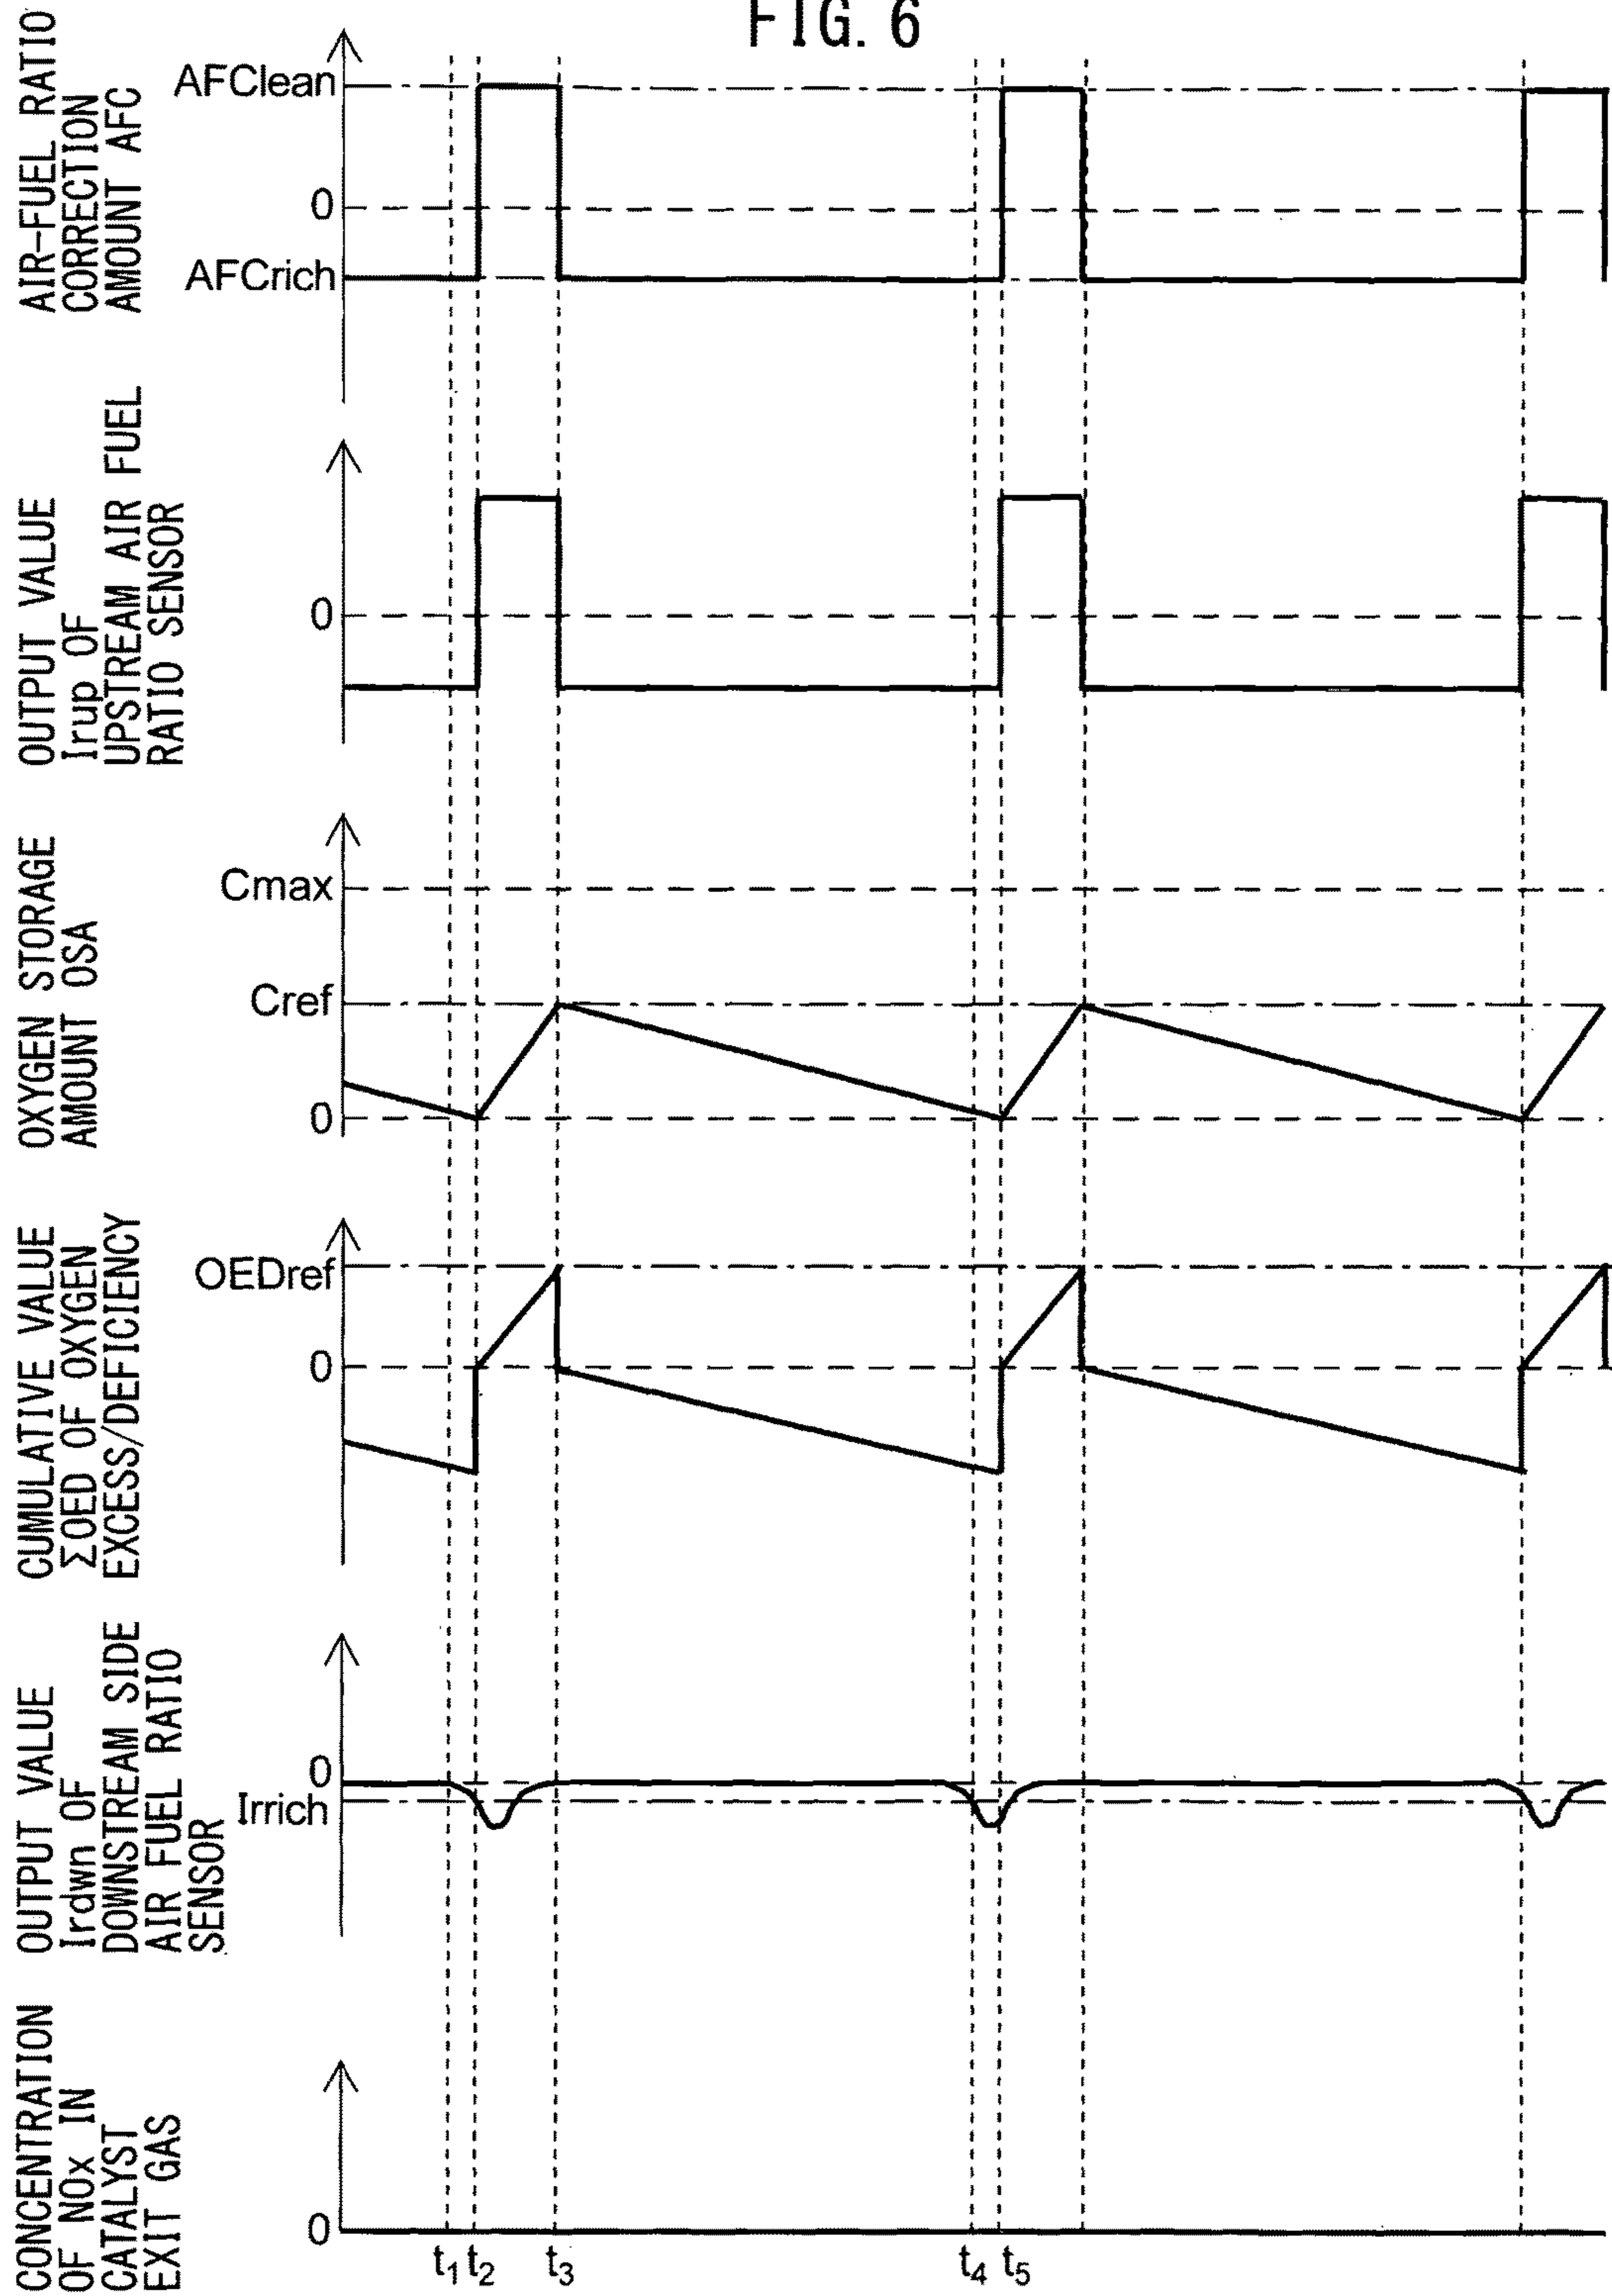 FIG. 6
AIR-FUEL RATIO
CORRECTION
AMOUNT AFC
AFClean
0
AFCrich
OUTPUT VALUE
Irup OF
UPSTREAM AIR FUEL
RATIO SENSOR
0
OXYGEN STORAGE
AMOUNT OSA
Cmax
Cref
0
CUMULATIVE VALUE
ΣOED OF OXYGEN
EXCESS/DEFICIENCY
OEDref
0
OUTPUT VALUE
Irdwn OF
DOWNSTREAM SIDE
AIR FUEL RATIO
SENSOR
0
Irrich
CONCENTRATION
OF NOx IN
CATALYST
EXIT GAS
0
t1 t2 t3 t4 t5